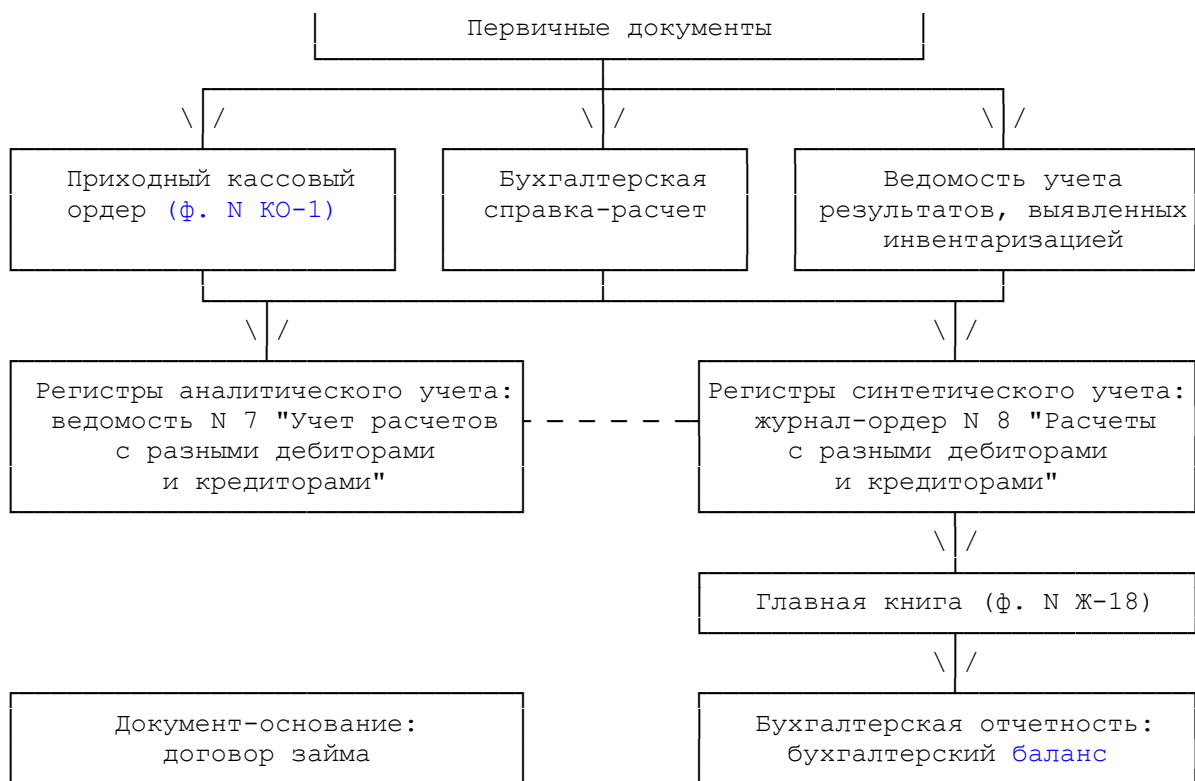 Первичные документы
Приходный кассовый
ордер (ф. N КО-1)
Бухгалтерская
справка-расчет
Ведомость учета
результатов, выявленных
инвентаризацией
Регистры аналитического учета:
ведомость N 7 "Учет расчетов
с разными дебиторами
и кредиторами"
Регистры синтетического учета:
журнал-ордер N 8 "Расчеты
с разными дебиторами
и кредиторами"
Главная книга (ф. N Ж-18)
Документ-основание:
договор займа
Бухгалтерская отчетность:
бухгалтерский баланс